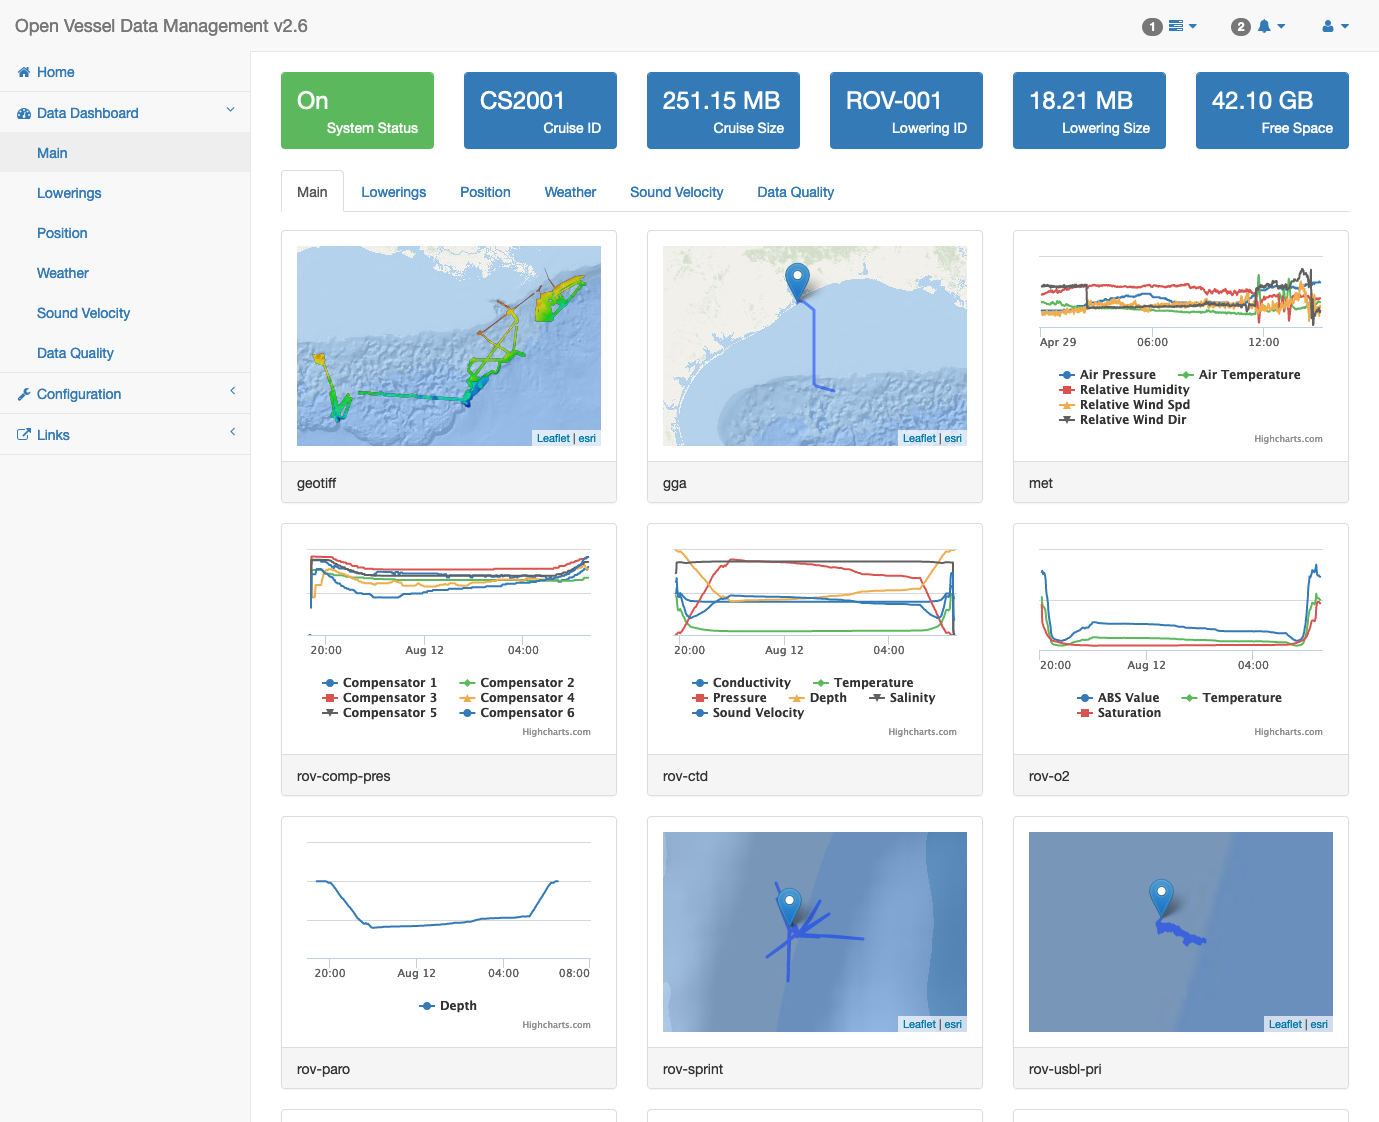 Open Vessel Data Management v2.6
1
2
Home
Data Dashboard
Main
Lowerings
Position
Weather
Sound Velocity
Data Quality
Configuration
Links
On
System Status
CS2001
Cruise ID
251.15 MB
Cruise Size
ROV-001
Lowering ID
18.21 MB
Lowering Size
42.10 GB
Free Space
Main Lowerings Position Weather Sound Velocity Data Quality
Leaflet | esri
geotiff
Leaflet | esri
gga
Apr 29 06:00 12:00
Air Pressure Air Temperature
Relative Humidity
Relative Wind Spd
Relative Wind Dir
Highcharts.com
met
20:00 Aug 12 04:00
Compensator 1 Compensator 2
Compensator 3 Compensator 4
Compensator 5 Compensator 6
Highcharts.com
rov-comp-pres
20:00 Aug 12 04:00
Conductivity Temperature
Pressure Depth Salinity
Sound Velocity
Highcharts.com
rov-ctd
20:00 Aug 12 04:00
ABS Value Temperature
Saturation
Highcharts.com
rov-o2
20:00 Aug 12 04:00 08:00
Depth
Highcharts.com
rov-paro
Leaflet | esri
rov-sprint
Leaflet | esri
rov-usbl-pri